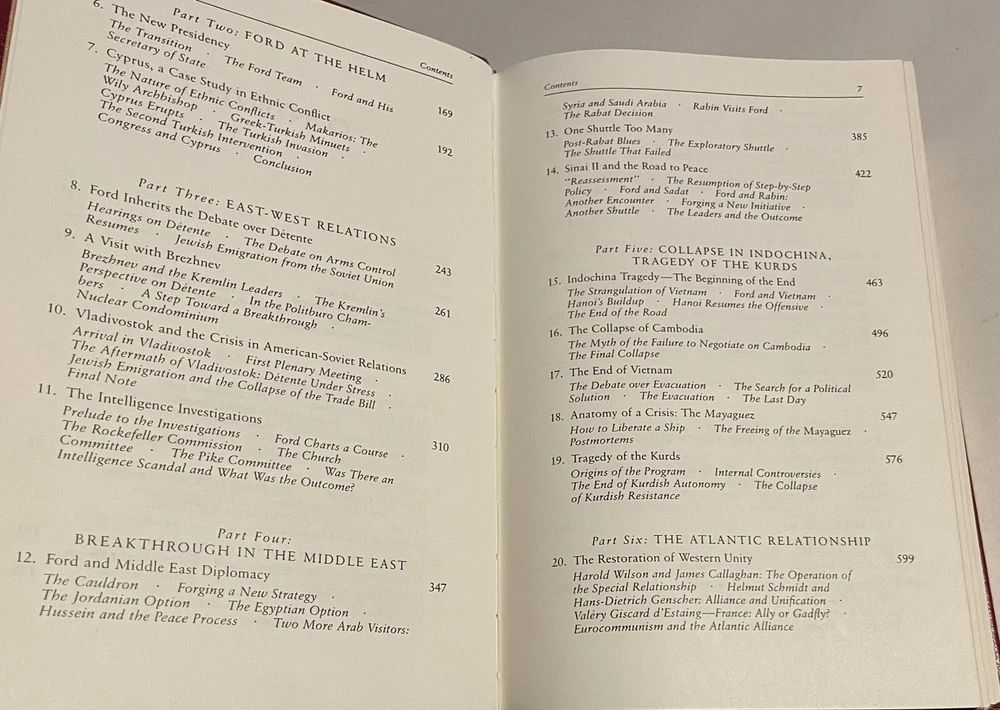 Contents
Part Two: FORD AT THE HELM
6. The New Presidency 169
The Transition · The Ford Team · Ford and His
Secretary of State
7. Cyprus, a Case Study in Ethnic Conflict 192
The Nature of Ethnic Conflicts · Makarios: The
Wily Archbishop · Greek-Turkish Minuets ·
Cyprus Erupts · The Turkish Invasion ·
The Second Turkish Intervention ·
Congress and Cyprus · Conclusion
Part Three: EAST-WEST RELATIONS
8. Ford Inherits the Debate over Détente 243
Hearings on Détente · The Debate on Arms Control
Resumes · Jewish Emigration from the Soviet Union
9. A Visit with Brezhnev 261
Brezhnev and the Kremlin Leaders · The Kremlin's
Perspective on Détente · In the Politburo Cham-
bers · A Step Toward a Breakthrough ·
Nuclear Condominium
10. Vladivostok and the Crisis in American-Soviet Relations 286
Arrival in Vladivostok · First Plenary Meeting ·
The Aftermath of Vladivostok: Détente Under Stress ·
Jewish Emigration and the Collapse of the Trade Bill ·
Final Note
11. The Intelligence Investigations 310
Prelude to the Investigations · Ford Charts a Course ·
The Rockefeller Commission · The Church
Committee · The Pike Committee · Was There an
Intelligence Scandal and What Was the Outcome?
Part Four:
BREAKTHROUGH IN THE MIDDLE EAST
12. Ford and Middle East Diplomacy 347
The Cauldron · Forging a New Strategy ·
The Jordanian Option · The Egyptian Option ·
Hussein and the Peace Process · Two More Arab Visitors:
Contents 7
Syria and Saudi Arabia · Rabin Visits Ford ·
The Rabat Decision
13. One Shuttle Too Many 385
Post-Rabat Blues · The Exploratory Shuttle ·
The Shuttle That Failed
14. Sinai II and the Road to Peace 422
"Reassessment" · The Resumption of Step-by-Step
Policy · Ford and Sadat · Ford and Rabin:
Another Encounter · Forging a New Initiative ·
Another Shuttle · The Leaders and the Outcome
Part Five: COLLAPSE IN INDOCHINA,
TRAGEDY OF THE KURDS
15. Indochina Tragedy—The Beginning of the End 463
The Strangulation of Vietnam · Ford and Vietnam ·
Hanoi's Buildup · Hanoi Resumes the Offensive ·
The End of the Road
16. The Collapse of Cambodia 496
The Myth of the Failure to Negotiate on Cambodia ·
The Final Collapse
17. The End of Vietnam 520
The Debate over Evacuation · The Search for a Political
Solution · The Evacuation · The Last Day
18. Anatomy of a Crisis: The Mayaguez 547
How to Liberate a Ship · The Freeing of the Mayaguez ·
Postmortems
19. Tragedy of the Kurds 576
Origins of the Program · Internal Controversies ·
The End of Kurdish Autonomy · The Collapse
of Kurdish Resistance
Part Six: THE ATLANTIC RELATIONSHIP
20. The Restoration of Western Unity 599
Harold Wilson and James Callaghan: The Operation of
the Special Relationship · Helmut Schmidt and
Hans-Dietrich Genscher: Alliance and Unification ·
Valéry Giscard d'Estaing—France: Ally or Gadfly? ·
Eurocommunism and the Atlantic Alliance